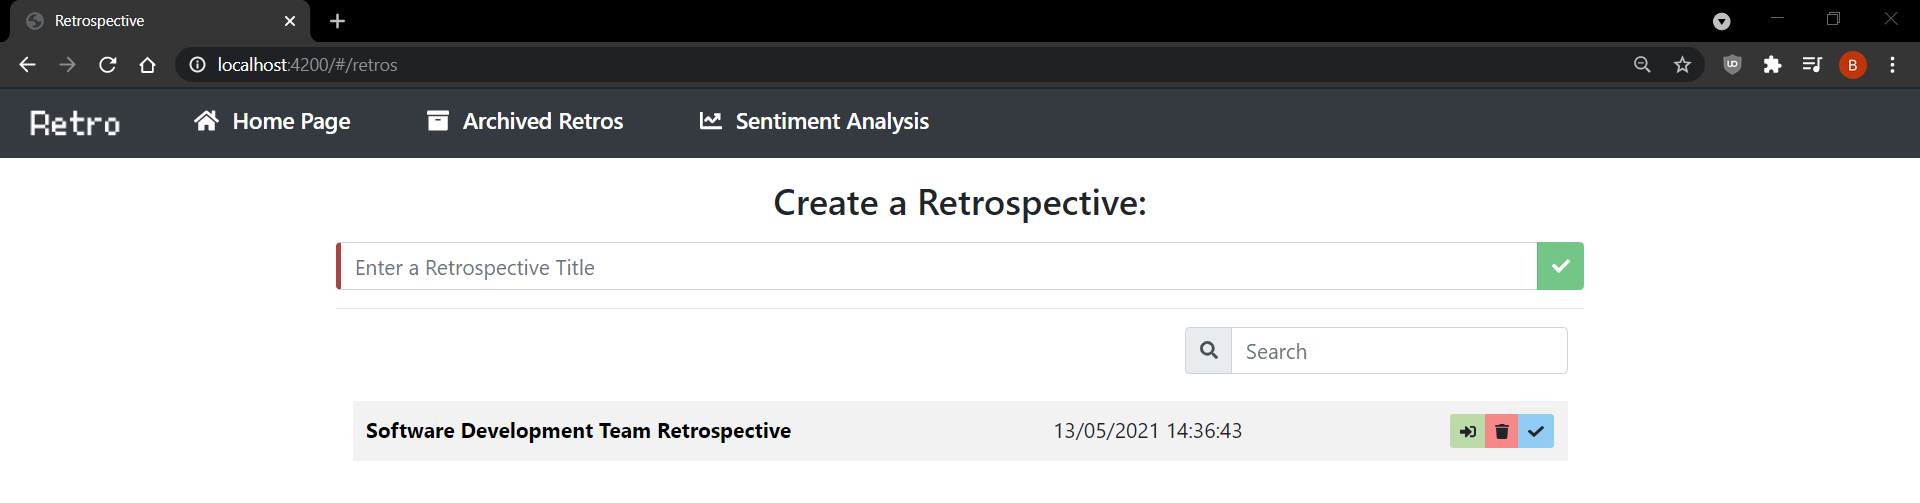 Retrospective
localhost:4200/#/retros
B
Retro Home Page Archived Retros Sentiment Analysis
Create a Retrospective:
Enter a Retrospective Title
Search
Software Development Team Retrospective 13/05/2021 14:36:43